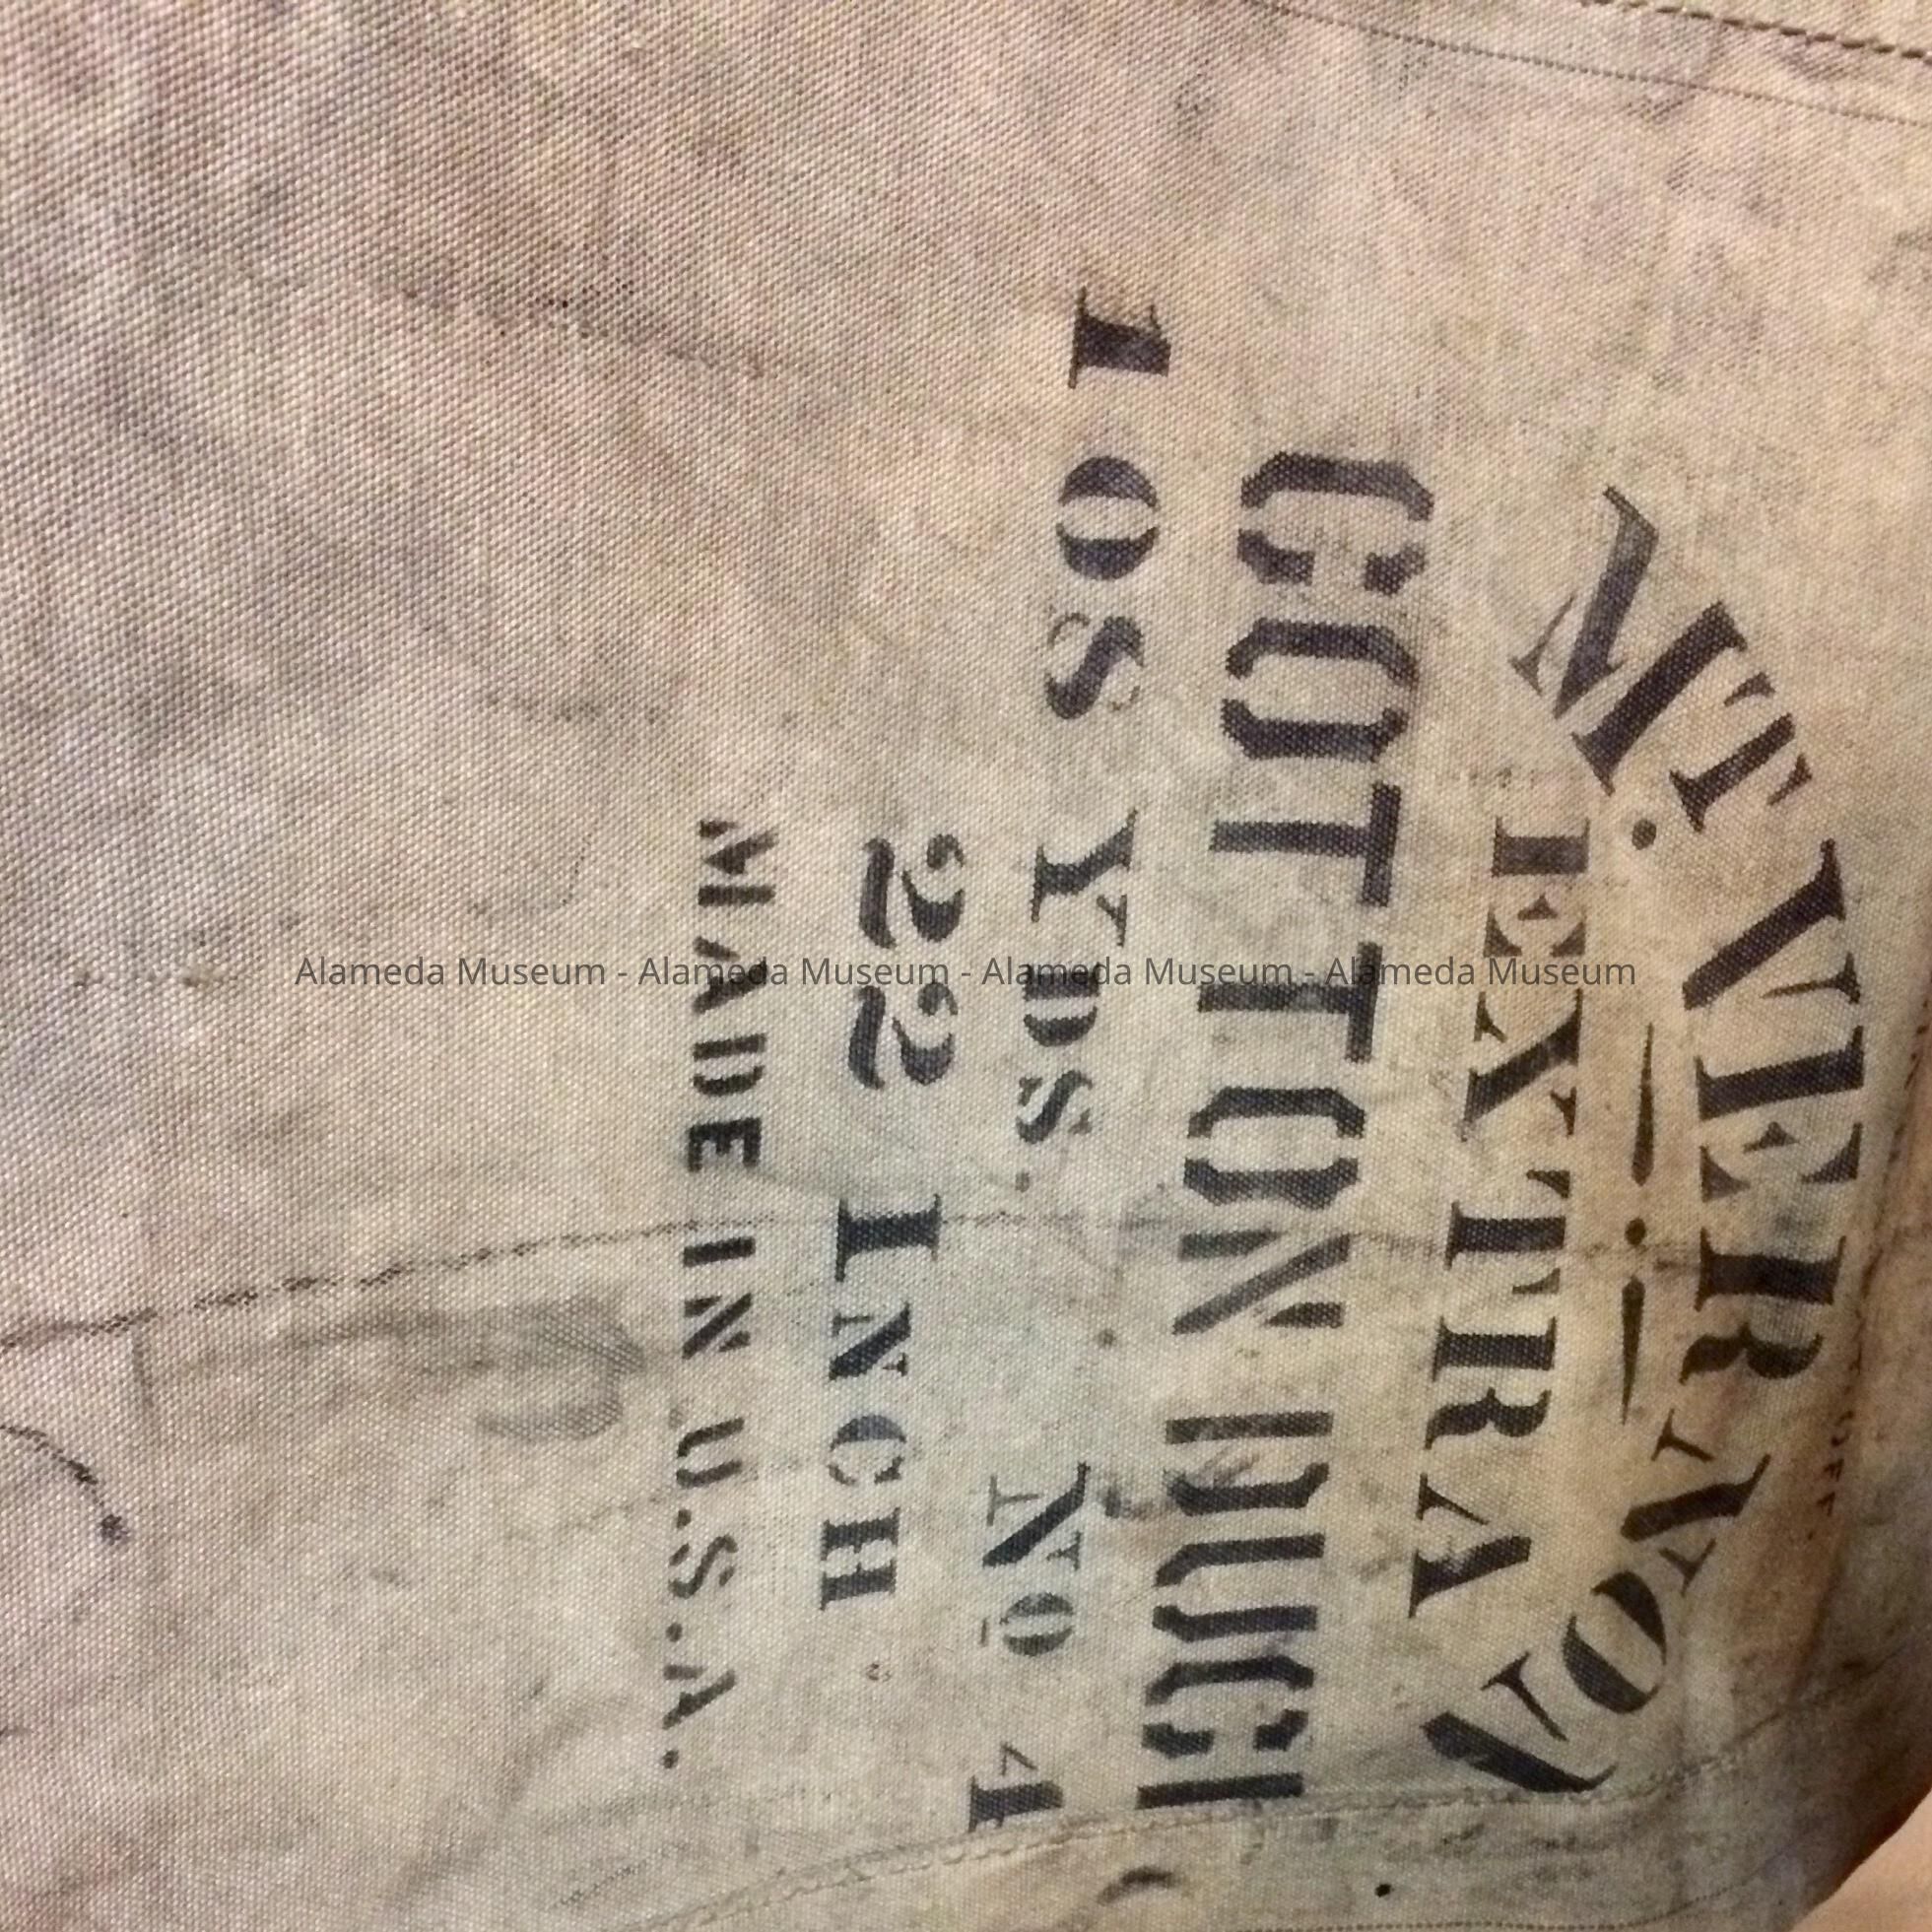 MT. VERNON
EXTRA
COTTON DUCK
108 YDS. No 4
22 INCH
MADE IN U.S.A.
Alameda Museum - Alameda Museum - Alameda Museum - Alameda Museum